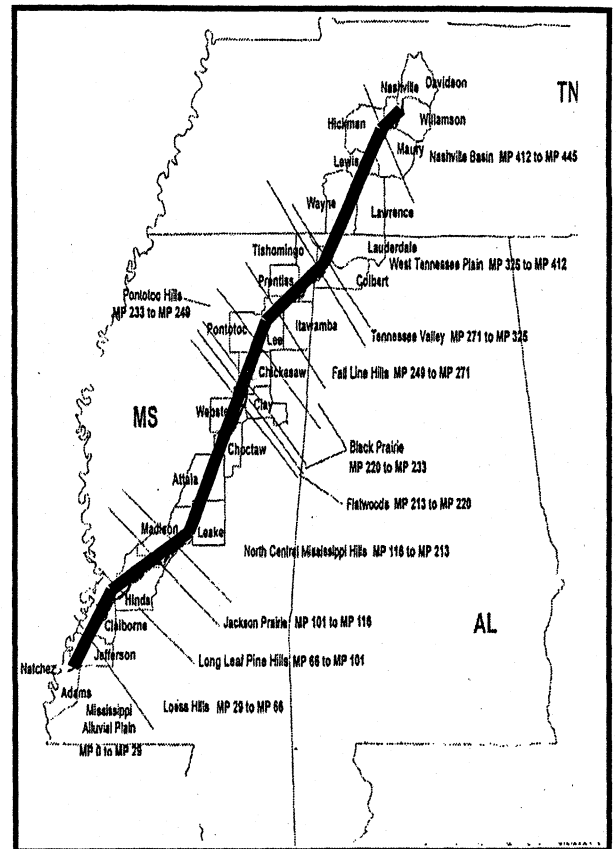 TN
Davidson
Nashville
Williamson
Hickman
Maury
Nashville Basin MP 412 to MP 445
Lewis
Wayne
Lawrence
Lauderdale
West Tennessee Plain MP 325 to MP 412
Tishomingo
Colbert
Prentiss
Pontotoc Hills
MP 233 to MP 249
Itawamba
Tennessee Valley MP 271 to MP 325
Pontotoc
Lee
Chickasaw
Fall Line Hills MP 249 to MP 271
MS
Webster
Clay
Black Prairie
MP 220 to MP 233
Choctaw
Attala
Flatwoods MP 213 to MP 220
Madison
Leake
North Central Mississippi Hills MP 116 to MP 213
Hinds
Jackson Prairie MP 101 to MP 116
AL
Claiborne
Jefferson
Long Leaf Pine Hills MP 66 to MP 101
Natchez
Adams
Loess Hills MP 29 to MP 66
Mississippi
Alluvial Plain
MP 0 to MP 29